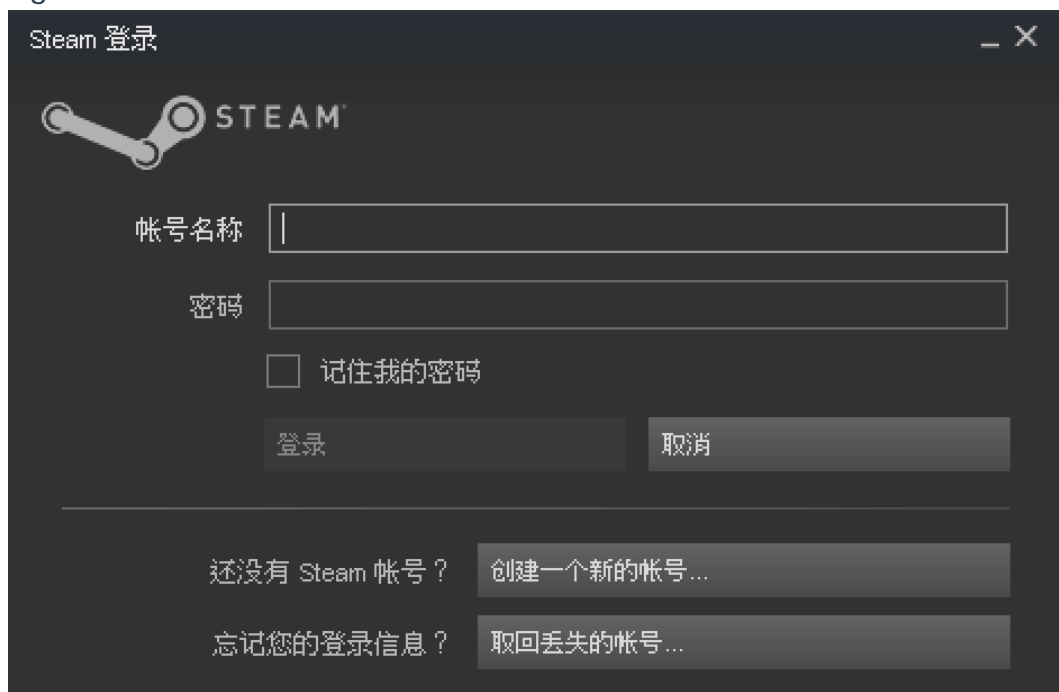 Steam 登录
STEAM
帐号名称
密码
记住我的密码
登录 取消
还没有 Steam 帐号？ 创建一个新的帐号...
忘记您的登录信息？ 取回丢失的帐号...